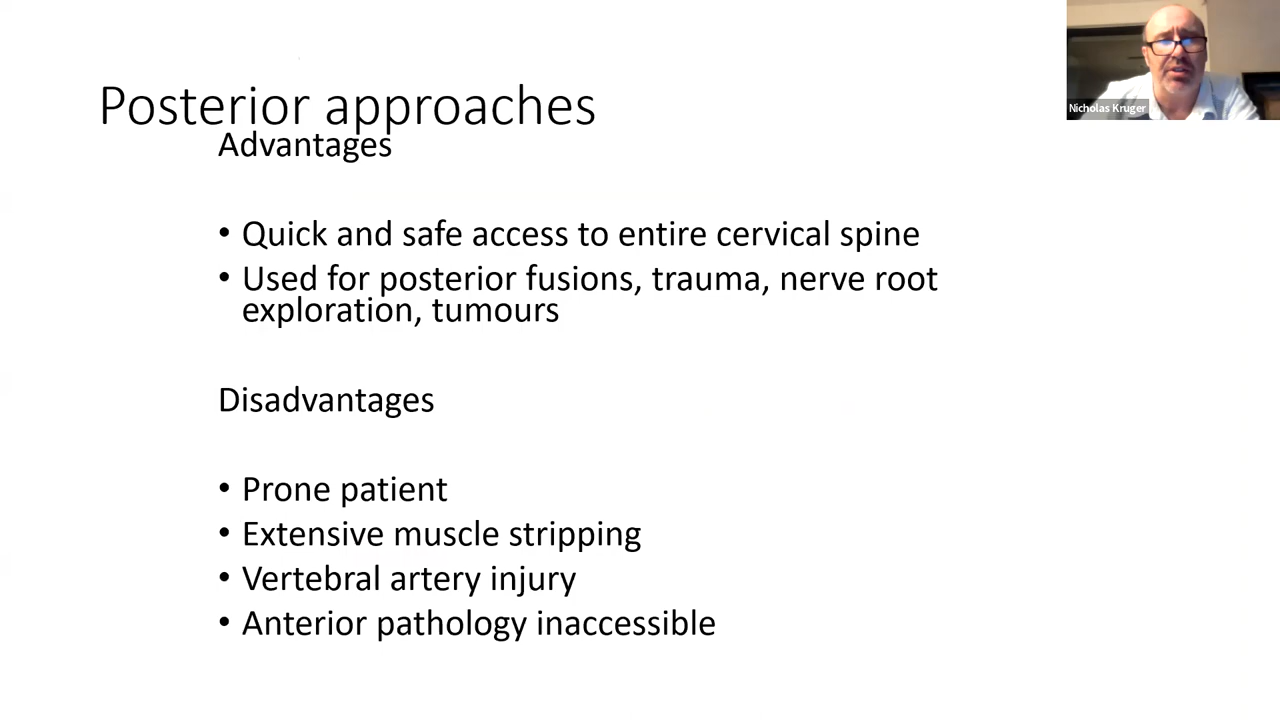 Posterior approaches
Advantages
• Quick and safe access to entire cervical spine
• Used for posterior fusions, trauma, nerve root
exploration, tumours
Disadvantages
• Prone patient
• Extensive muscle stripping
• Vertebral artery injury
• Anterior pathology inaccessible
Nicholas Kruger